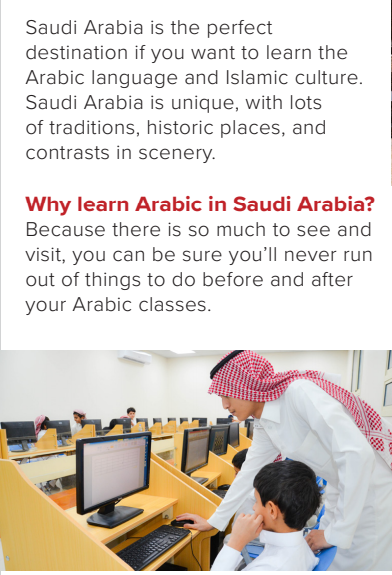 Saudi Arabia is the perfect
destination if you want to learn the
Arabic language and Islamic culture.
Saudi Arabia is unique, with lots
of traditions, historic places, and
contrasts in scenery.
Why learn Arabic in Saudi Arabia?
Because there is so much to see and
visit, you can be sure you’ll never run
out of things to do before and after
your Arabic classes.